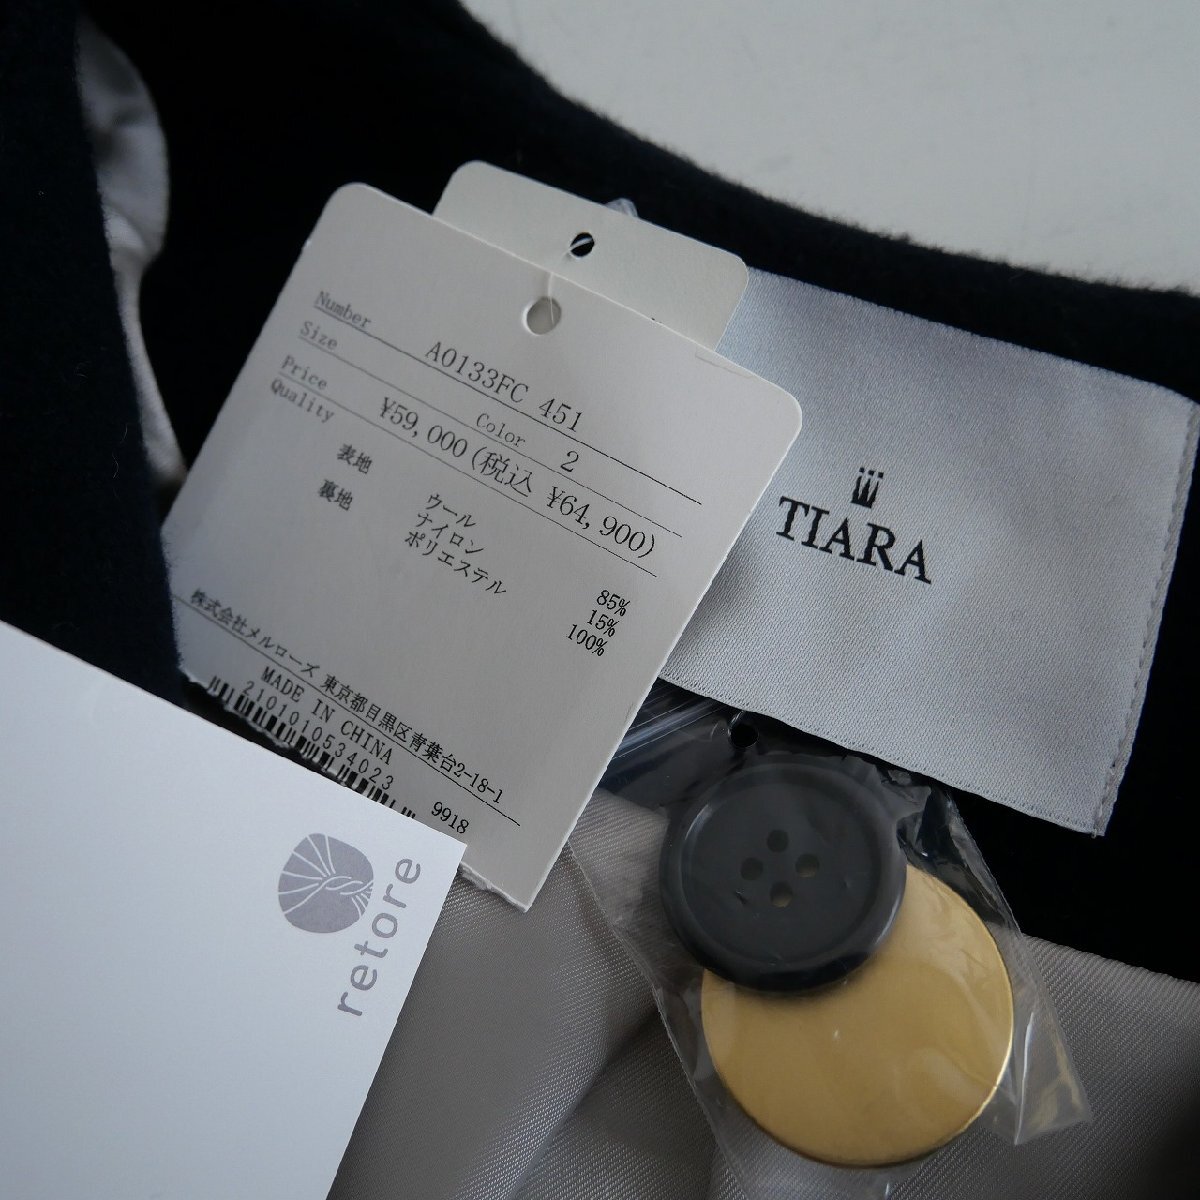 Number A0133FC 451
Size Color 2
Price ¥59,000(税込 ¥64,900)
Quality
表地 ウール 85%
ナイロン 15%
裏地 ポリエステル 100%
株式会社メルローズ 東京都目黒区青葉台2-18-1
MADE IN CHINA
2101010534023 9918
TIARA
retore